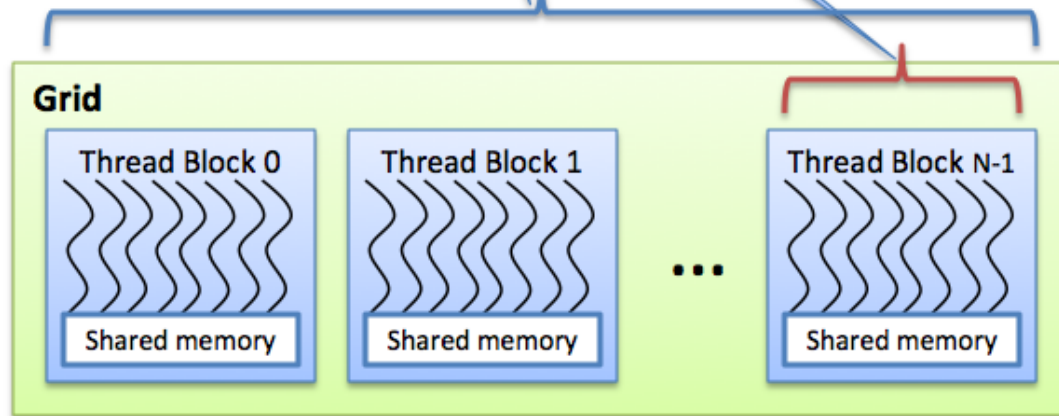 Grid
Thread Block 0
Thread Block 1
Thread Block N-1
...
Shared memory
Shared memory
Shared memory